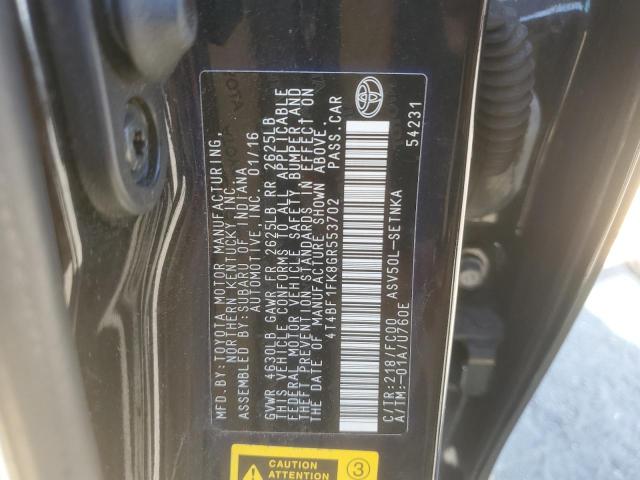 MFD.BY:TOYOTA MOTOR MANUFACTURING,
NORTHERN KENTUCKY, INC.
ASSEMBLED BY:SUBARU OF INDIANA
AUTOMOTIVE, INC. 01/16
GVWR 4630LB GAWR FR 2625LB RR 2625LB
THIS VEHICLE CONFORMS TO ALL APPLICABLE
FEDERAL MOTOR VEHICLE SAFETY, BUMPER, AND
THEFT PREVENTION STANDARDS IN EFFECT ON
THE DATE OF MANUFACTURE SHOWN ABOVE.
4T4BF1FK8GR553702 PASS.CAR
C/TR:218/FC00 ASV50L-SETNKA
A/TM:-01A/U760E 54231
CAUTION
ATTENTION
3